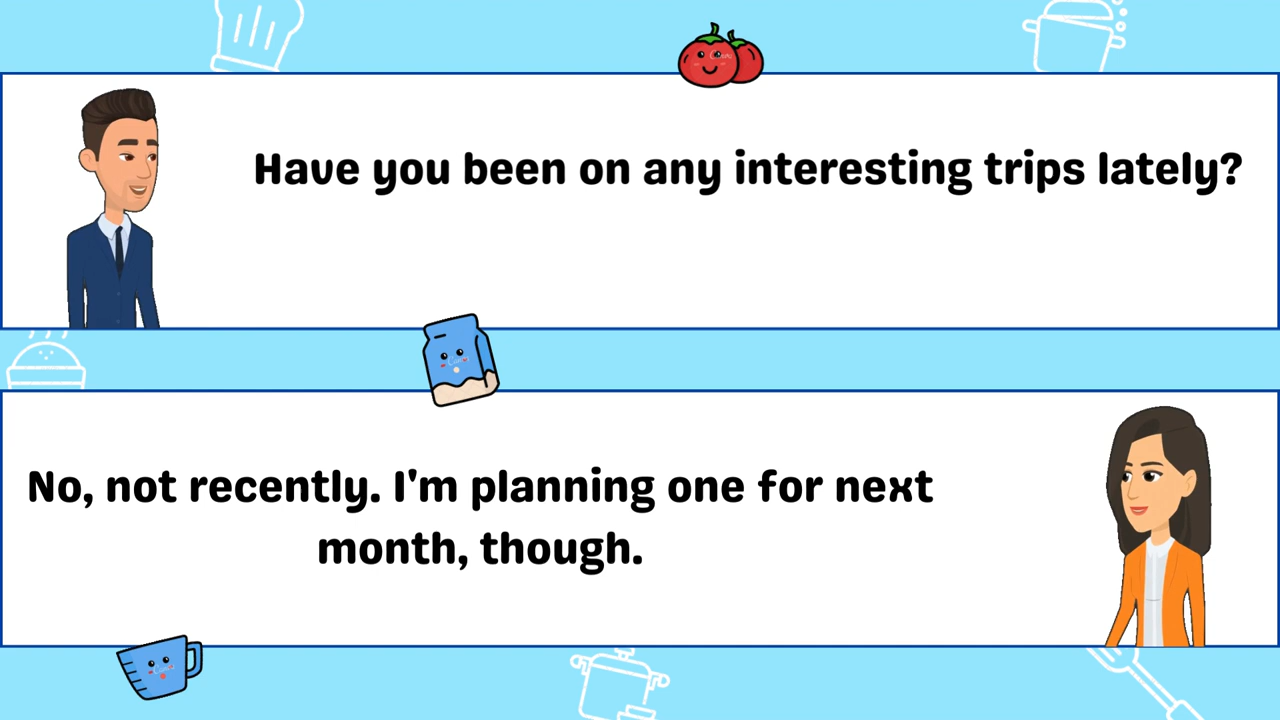 Have you been on any interesting trips lately?
No, not recently. I'm planning one for next
month, though.